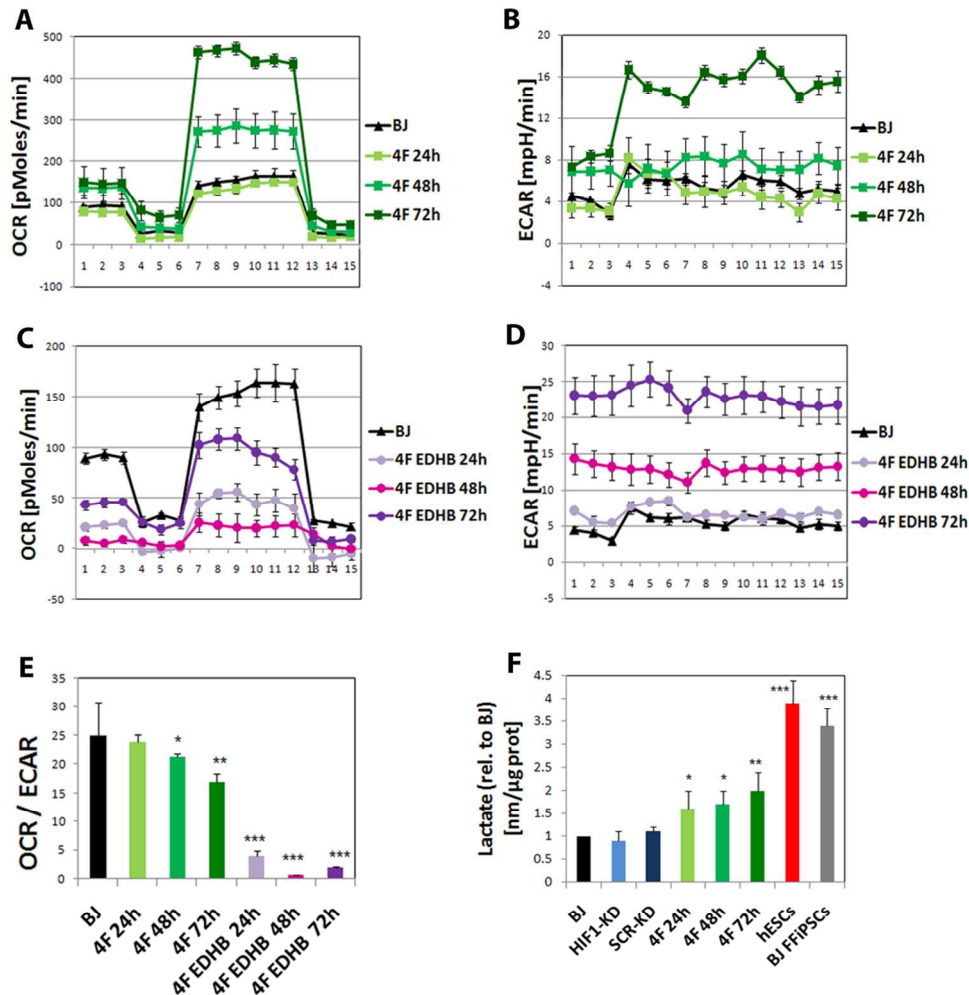 A
OCR [pMoles/min]
500
400
300
200
100
0
-100
1 2 3 4 5 6 7 8 9 10 11 12 13 14 15
BJ
4F 24h
4F 48h
4F 72h
B
ECAR [mpH/min]
20
16
12
8
4
0
-4
1 2 3 4 5 6 7 8 9 10 11 12 13 14 15
BJ
4F 24h
4F 48h
4F 72h
C
OCR [pMoles/min]
200
150
100
50
0
-50
1 2 3 4 5 6 7 8 9 10 11 12 13 14 15
BJ
4F EDHB 24h
4F EDHB 48h
4F EDHB 72h
D
ECAR [mpH/min]
30
25
20
15
10
5
0
-5
1 2 3 4 5 6 7 8 9 10 11 12 13 14 15
BJ
4F EDHB 24h
4F EDHB 48h
4F EDHB 72h
E
OCR / ECAR
35
30
25
20
15
10
5
0
* ** *** *** ***
BJ
4F 24h
4F 48h
4F 72h
4F EDHB 24h
4F EDHB 48h
4F EDHB 72h
F
Lactate (rel. to BJ)
[nm/µg prot]
4.5
4
3.5
3
2.5
2
1.5
1
0.5
0
* * ** *** ***
BJ
HIF1-KD
SCR-KD
4F 24h
4F 48h
4F 72h
hESCs
BJ FFiPSCs